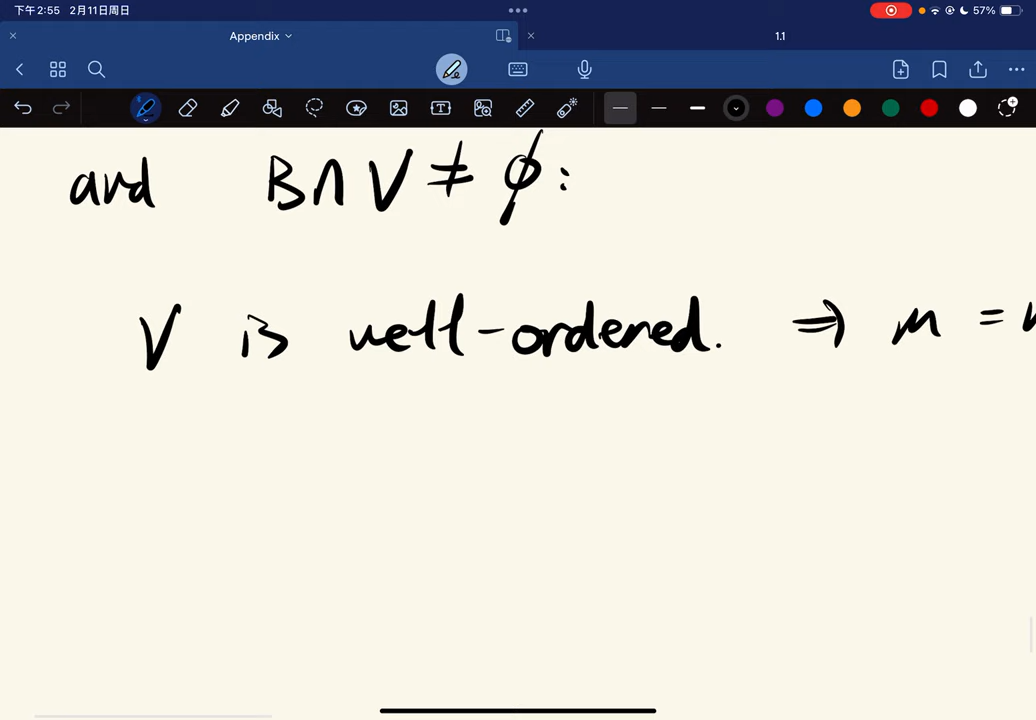 下午2:55 2月11日周日
57%
Appendix
1.1
and B∩V ≠ ϕ:
V is well-ordered. ⇒ m =